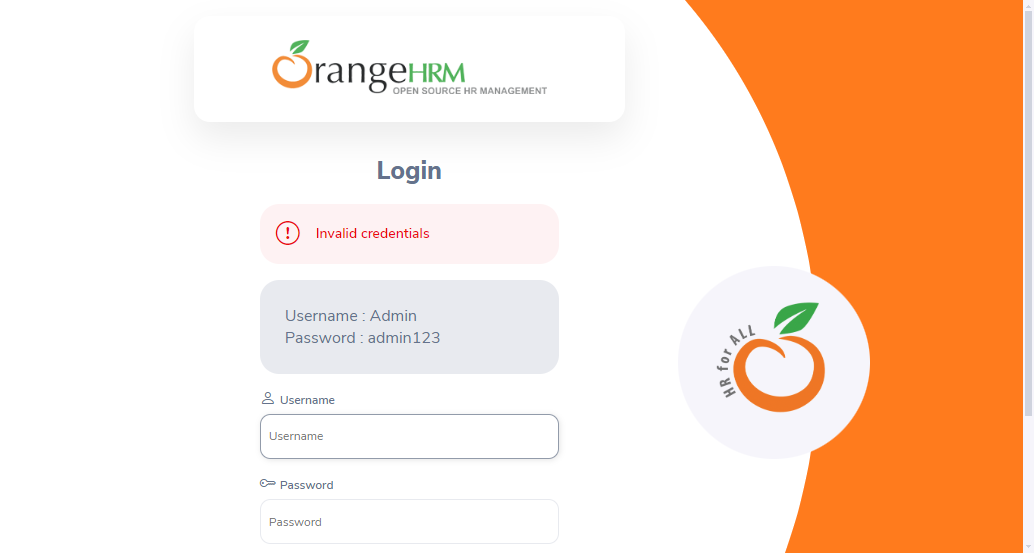 OrangeHRM
OPEN SOURCE HR MANAGEMENT
Login
Invalid credentials
Username : Admin
Password : admin123
Username
Username
Password
Password
HR for ALL